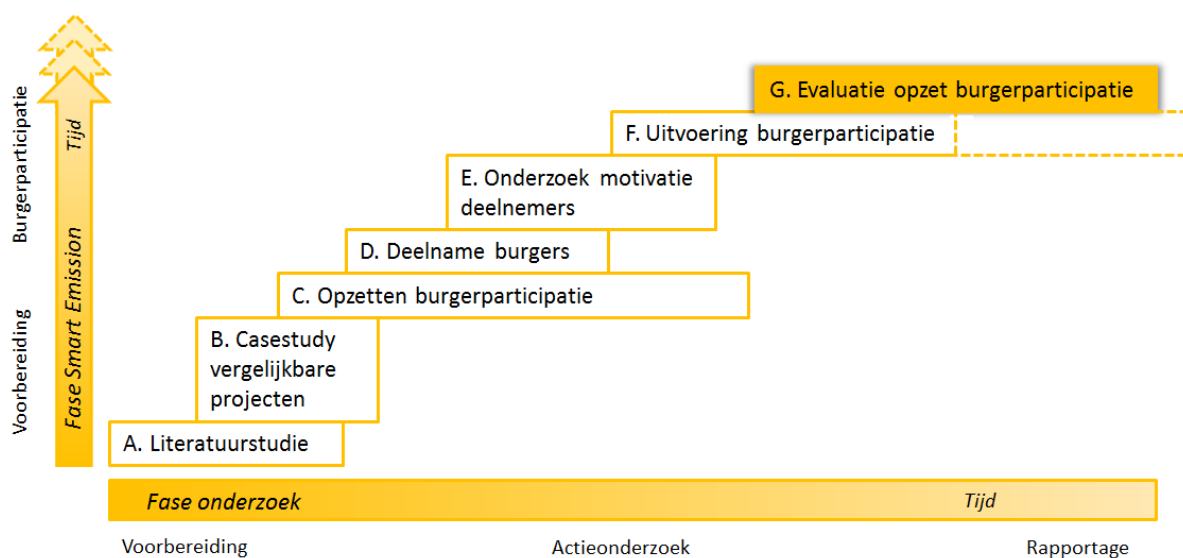 G. Evaluatie opzet burgerparticipatie
F. Uitvoering burgerparticipatie
E. Onderzoek motivatie
deelnemers
D. Deelname burgers
C. Opzetten burgerparticipatie
B. Casestudy
vergelijkbare
projecten
A. Literatuurstudie
Burgerparticipatie
Voorbereiding
Tijd
Fase Smart Emission
Fase onderzoek
Tijd
Voorbereiding
Actieonderzoek
Rapportage